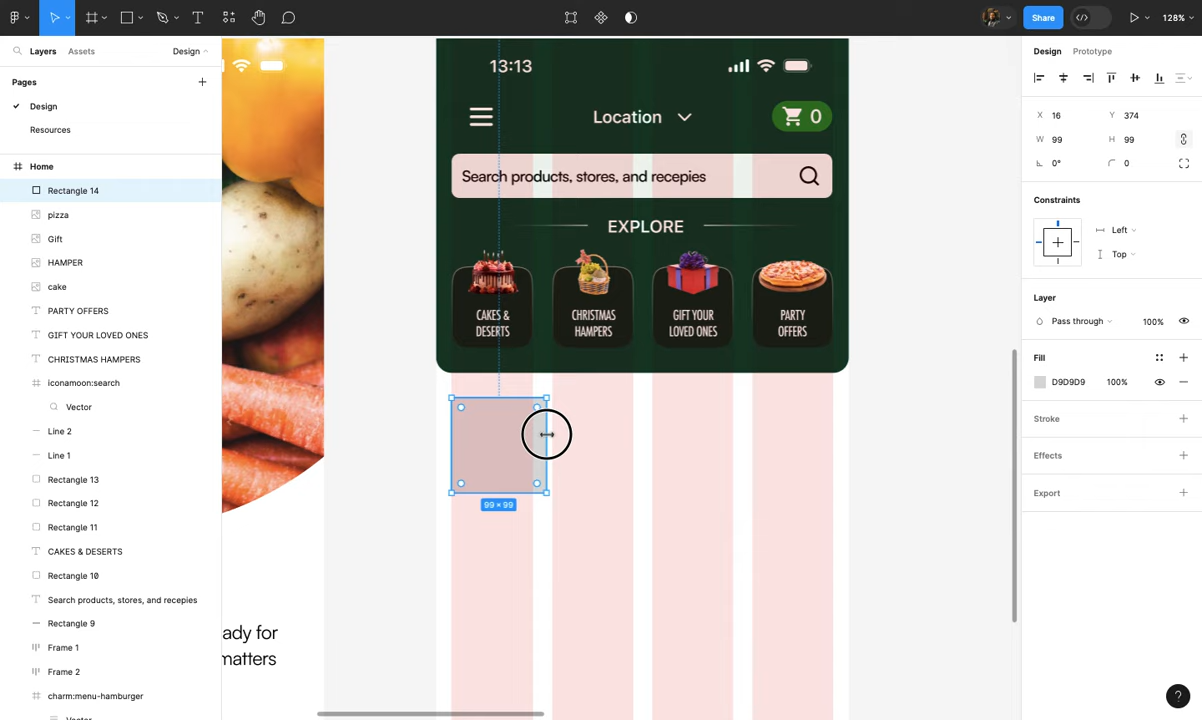 Share
128%
Layers
Assets
Design
Pages
Design
Resources
Home
Rectangle 14
pizza
Gift
HAMPER
cake
PARTY OFFERS
GIFT YOUR LOVED ONES
CHRISTMAS HAMPERS
iconamoon:search
Vector
Line 2
Line 1
Rectangle 13
Rectangle 12
Rectangle 11
CAKES & DESERTS
Rectangle 10
Search products, stores, and recepies
Rectangle 9
Frame 1
Frame 2
charm:menu-hamburger
ady for
matters
13:13
Location
0
Search products, stores, and recepies
EXPLORE
CAKES &
DESERTS
CHRISTMAS
HAMPERS
GIFT YOUR
LOVED ONES
PARTY
OFFERS
99 × 99
Design
Prototype
X 16 Y 374
W 99 H 99
0° 0
Constraints
Left
Top
Layer
Pass through 100%
Fill
D9D9D9 100%
Stroke
Effects
Export
?